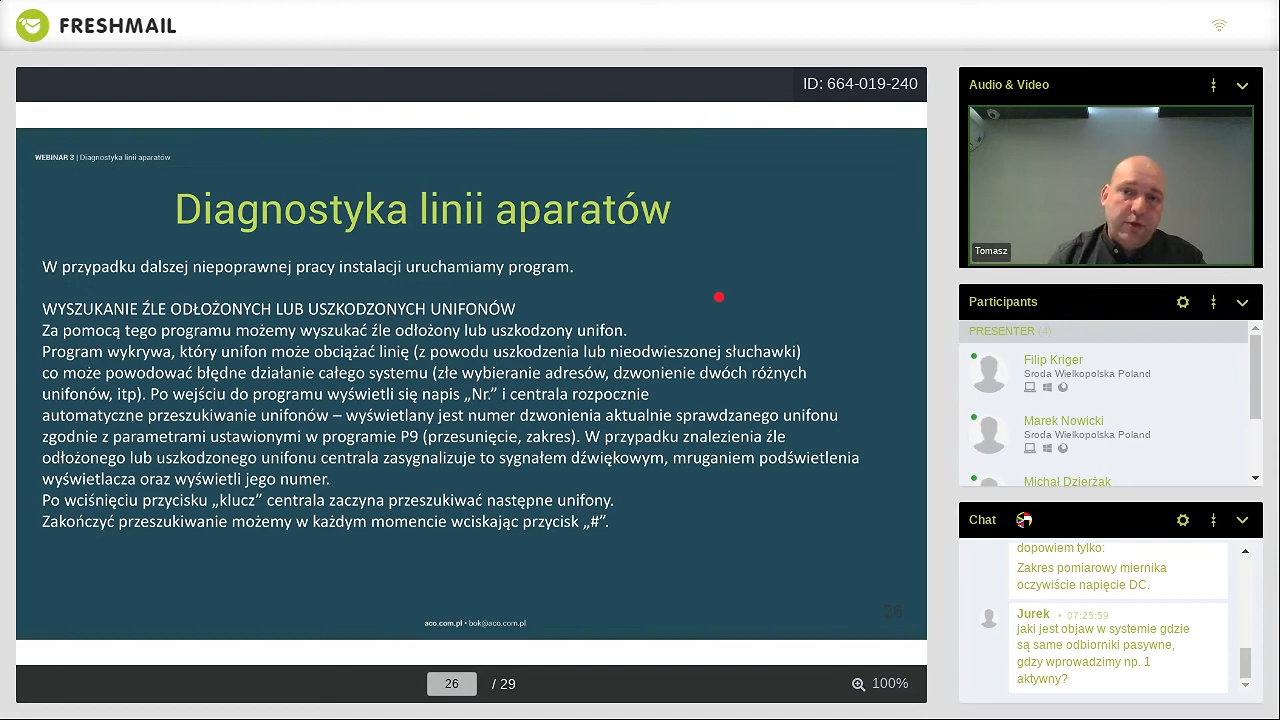 FRESHMAIL
ID: 664-019-240
WEBINAR 3 | Diagnostyka linii aparatów
Diagnostyka linii aparatów
W przypadku dalszej niepoprawnej pracy instalacji uruchamiamy program.
WYSZUKANIE ŹLE ODŁOŻONYCH LUB USZKODZONYCH UNIFONÓW
Za pomocą tego programu możemy wyszukać źle odłożony lub uszkodzony unifon.
Program wykrywa, który unifon może obciążać linię (z powodu uszkodzenia lub nieodwieszonej słuchawki)
co może powodować błędne działanie całego systemu (złe wybieranie adresów, dzwonienie dwóch różnych
unifonów, itp). Po wejściu do programu wyświetli się napis „Nr.” i centrala rozpocznie
automatyczne przeszukiwanie unifonów – wyświetlany jest numer dzwonienia aktualnie sprawdzanego unifonu
zgodnie z parametrami ustawionymi w programie P9 (przesunięcie, zakres). W przypadku znalezienia źle
odłożonego lub uszkodzonego unifonu centrala zasygnalizuje to sygnałem dźwiękowym, mruganiem podświetlenia
wyświetlacza oraz wyświetli jego numer.
Po wciśnięciu przycisku „klucz” centrala zaczyna przeszukiwać następne unifony.
Zakończyć przeszukiwanie możemy w każdym momencie wciskając przycisk „#”.
26
aco.com.pl • bok@aco.com.pl
26 / 29
100%
Audio & Video
Tomasz
Participants
PRESENTER (4)
Filip Kriger
Sroda Wielkopolska Poland
Marek Nowicki
Sroda Wielkopolska Poland
Michał Dzierżak
Chat
dopowiem tylko:
Zakres pomiarowy miernika
oczywiście napięcie DC.
Jurek • 07:25:59
jaki jest objaw w systemie gdzie
są same odbiorniki pasywne,
gdy wprowadzimy np. 1
aktywny?